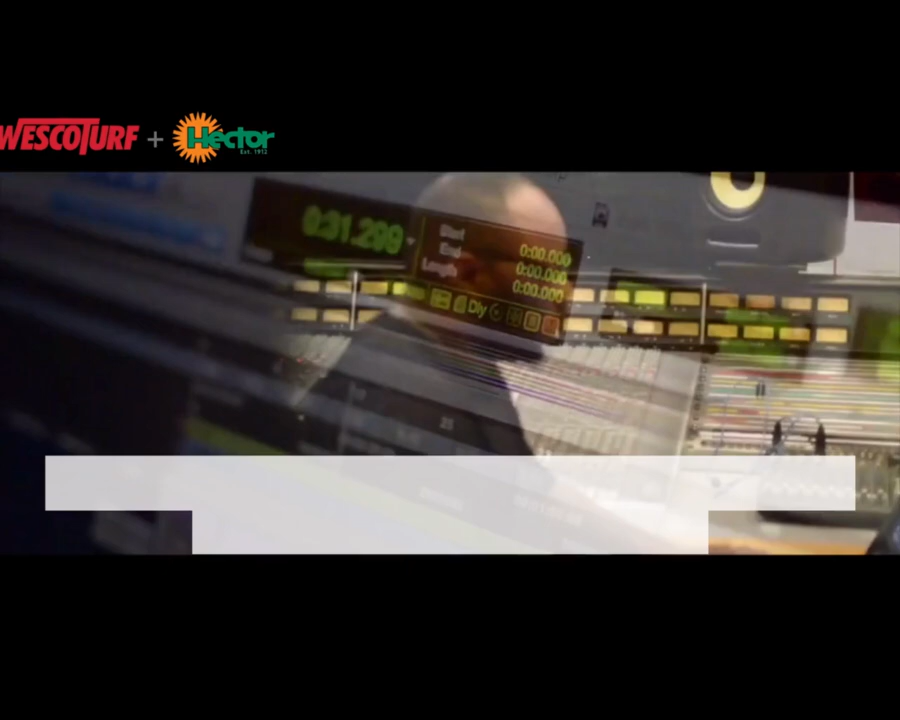 WESCOTURF + Hector
Est. 1912
0:31.299
Start
End
Length
0:00.000
0:00.000
0:00.000
Dly